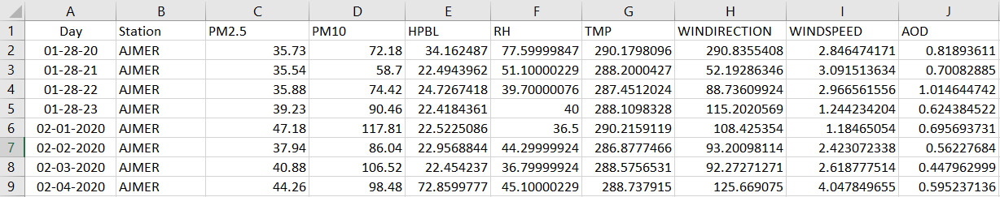 A B C D E F G H I J
1 Day Station PM2.5 PM10 HPBL RH TMP WINDIRECTION WINDSPEED AOD
2 01-28-20 AJMER 35.73 72.18 34.162487 77.59999847 290.1798096 290.8355408 2.846474171 0.81893611
3 01-28-21 AJMER 35.54 58.7 22.4943962 51.10000229 288.2000427 52.19286346 3.091513634 0.70082885
4 01-28-22 AJMER 35.88 74.42 24.7267418 39.70000076 287.4512024 88.73609924 2.966561556 1.014644742
5 01-28-23 AJMER 39.23 90.46 22.4184361 40 288.1098328 115.2020569 1.244234204 0.624384522
6 02-01-2020 AJMER 47.18 117.81 22.5225086 36.5 290.2159119 108.425354 1.18465054 0.695693731
7 02-02-2020 AJMER 37.94 86.04 22.9568844 44.29999924 286.8777466 93.20098114 2.423072338 0.56227684
8 02-03-2020 AJMER 40.88 106.52 22.454237 36.79999924 288.5756531 92.27271271 2.618777514 0.447962999
9 02-04-2020 AJMER 44.26 98.48 72.8599777 45.10000229 288.737915 125.669075 4.047849655 0.595237136